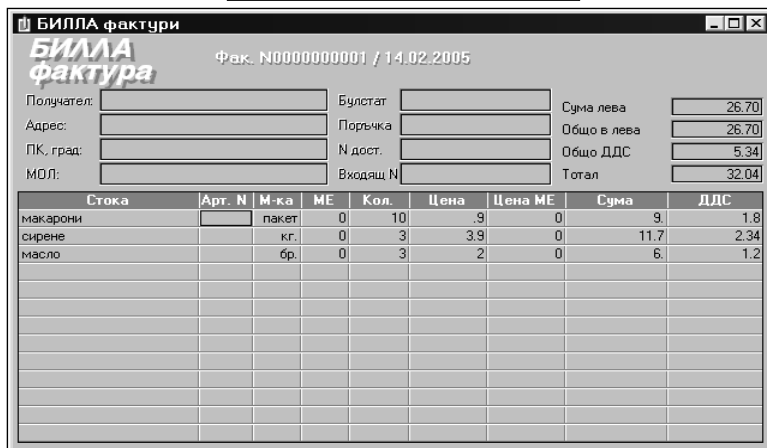 БИЛЛА фактури
БИЛЛА
фактура
Фак. N0000000001 / 14.02.2005
Получател: Булстат Сума лева 26.70
Адрес: Поръчка Общо в лева 26.70
ПК, град: N дост. Общо ДДС 5.34
МОЛ: Входящ N Тотал 32.04
Стока Арт. N М-ка МЕ Кол. Цена Цена МЕ Сума ДДС
макарони пакет 0 10 .9 0 9. 1.8
сирене кг. 0 3 3.9 0 11.7 2.34
масло бр. 0 3 2 0 6. 1.2